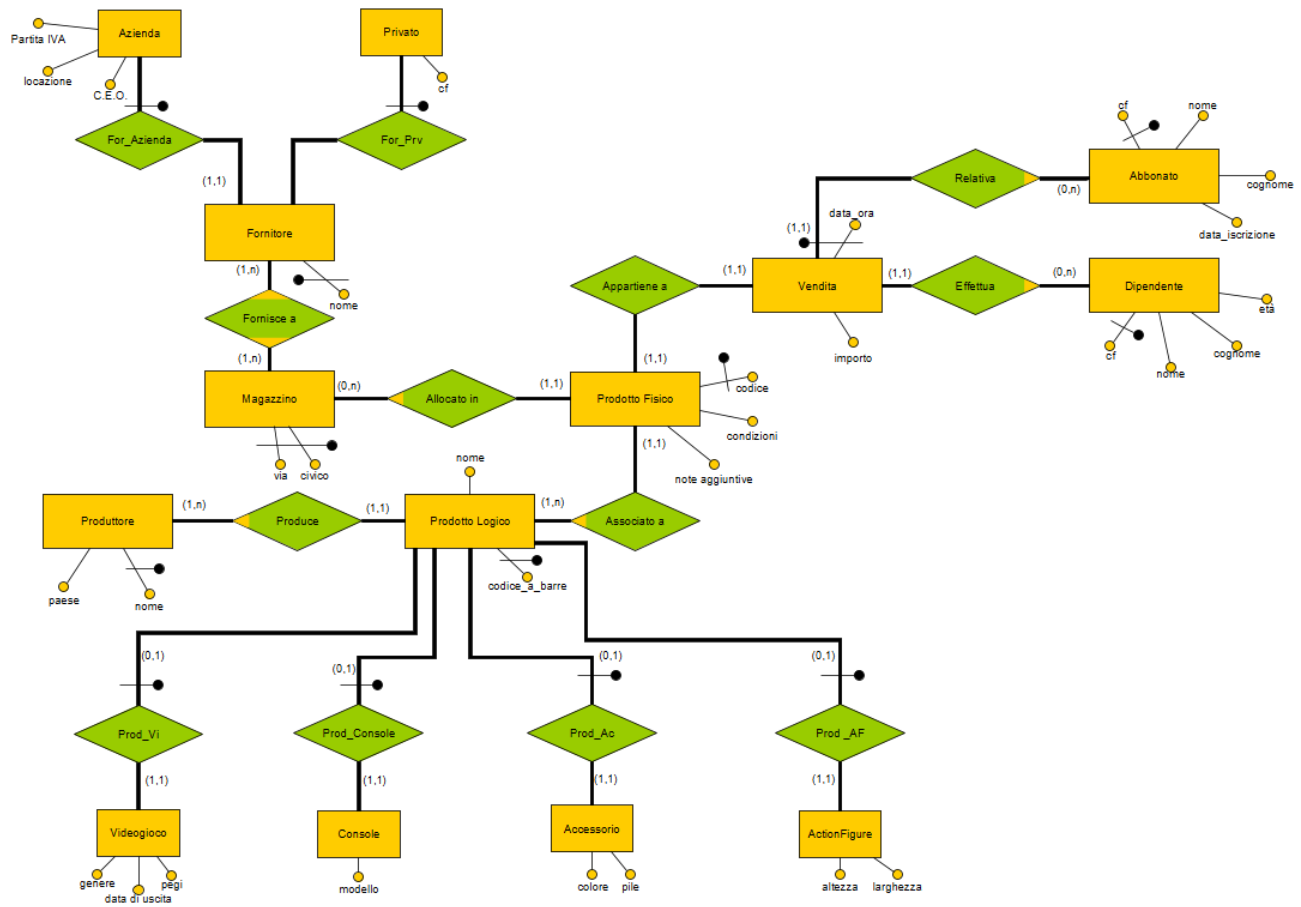 Azienda
Privato
Partita IVA
locazione
C.E.O.
cf
For_Azienda
For_Prv
cf
nome
Relativa
Abbonato
cognome
(1,1)
(0,n)
data_iscrizione
data_ora
(1,1)
Fornitore
(1,n)
nome
Appartiene a
(1,1)
Vendita
(1,1)
Effettua
(0,n)
Dipendente
età
Fornisce a
importo
cf
nome
cognome
(1,n)
(1,1)
Magazzino
(0,n)
Allocato in
(1,1)
Prodotto Fisico
codice
condizioni
(1,1)
via
civico
note aggiuntive
nome
Produttore
(1,n)
Produce
(1,1)
Prodotto Logico
(1,n)
Associato a
codice_a_barre
paese
nome
(0,1)
(0,1)
(0,1)
(0,1)
Prod_Vi
Prod_Console
Prod_Ac
Prod _AF
(1,1)
(1,1)
(1,1)
(1,1)
Videogioco
Console
Accessorio
ActionFigure
genere
data di uscita
pegi
modello
colore
pile
altezza
larghezza